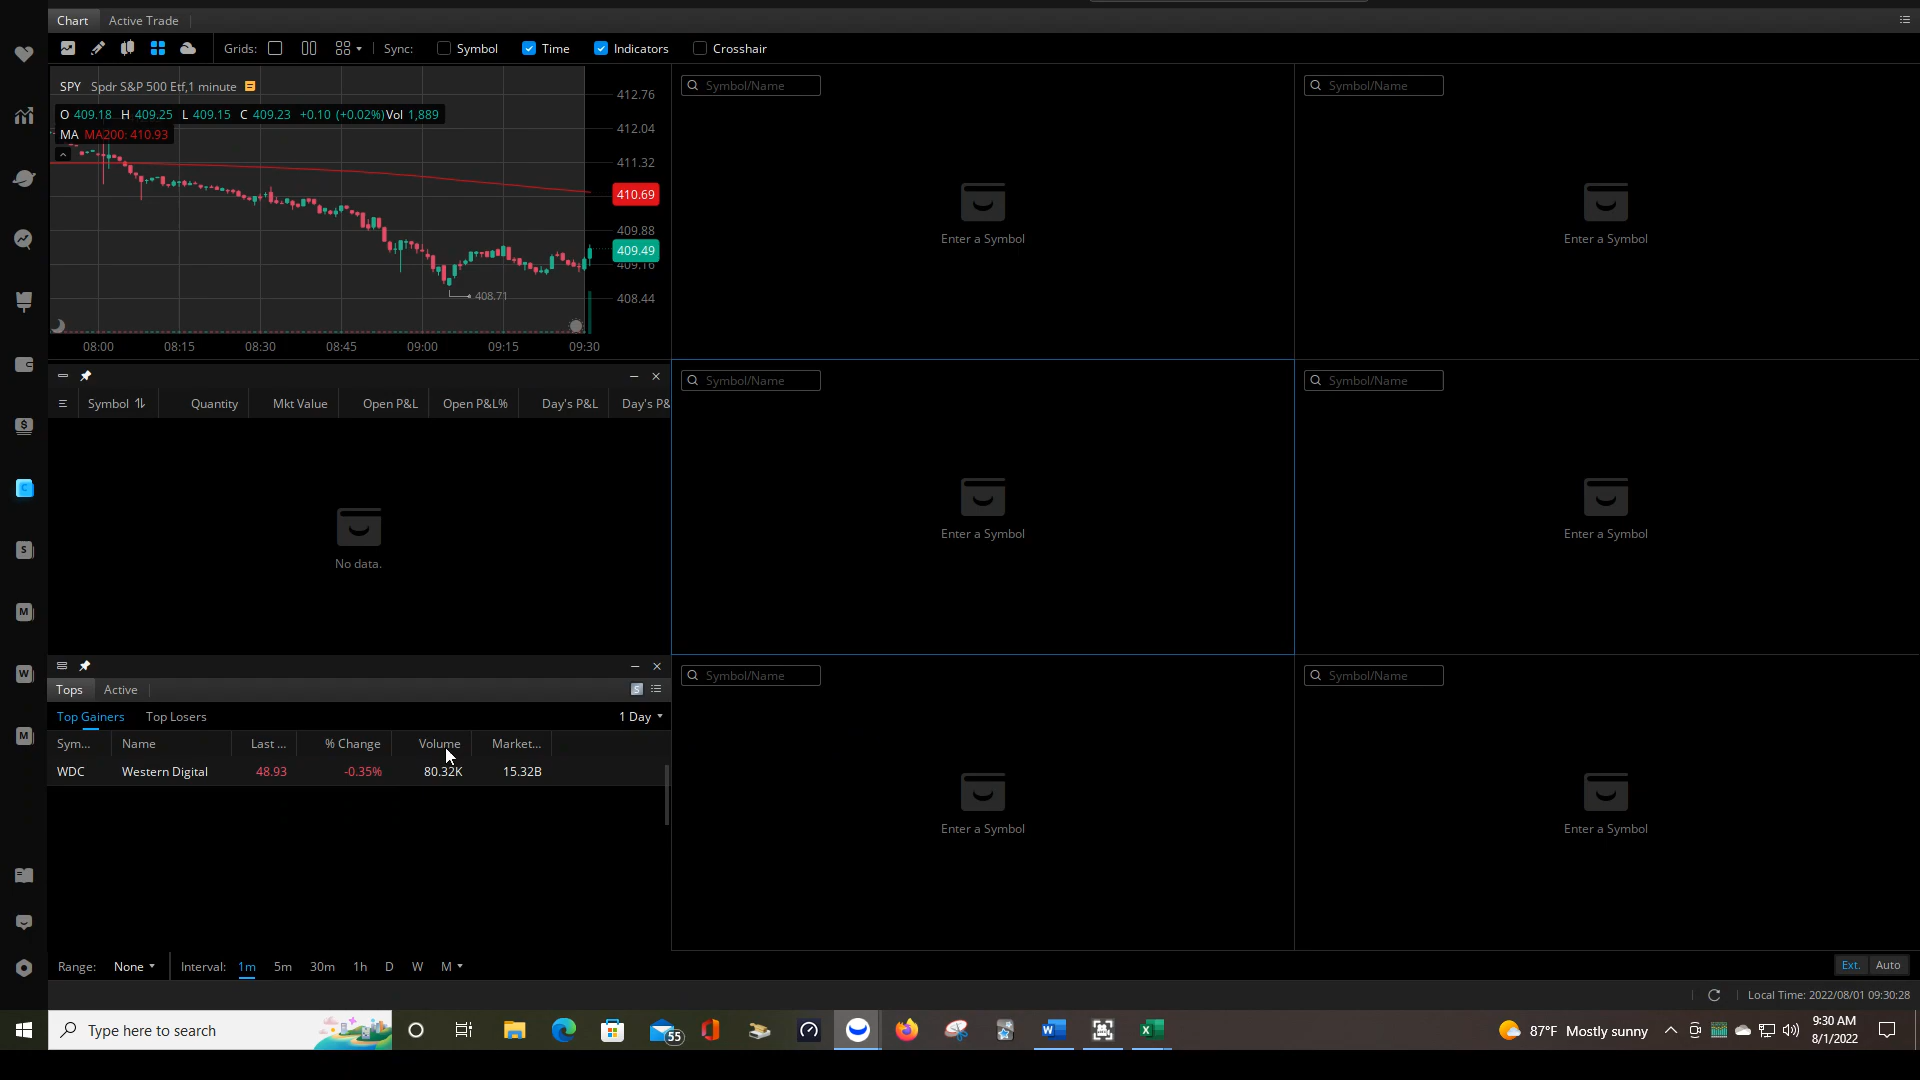 Chart Active Trade
Grids: Sync: Symbol Time Indicators Crosshair
SPY Spdr S&P 500 Etf,1 minute
O 409.18 H 409.25 L 409.15 C 409.23 +0.10 (+0.02%) Vol 1,889
MA MA200: 410.93
412.76
412.04
411.32
410.69
409.88
409.49
409.16
408.44
408.71
08:00 08:15 08:30 08:45 09:00 09:15 09:30
Symbol/Name
Enter a Symbol
Symbol/Name
Enter a Symbol
Symbol Quantity Mkt Value Open P&L Open P&L% Day's P&L Day's P&
No data.
Symbol/Name
Enter a Symbol
Symbol/Name
Enter a Symbol
Tops Active S
Top Gainers Top Losers 1 Day
Sym... Name Last ... % Change Volume Market...
WDC Western Digital 48.93 -0.35% 80.32K 15.32B
Symbol/Name
Enter a Symbol
Symbol/Name
Enter a Symbol
$
C
S
M
W
M
Range: None Interval: 1m 5m 30m 1h D W M Ext. Auto
Local Time: 2022/08/01 09:30:28
Type here to search 55 W X 87°F Mostly sunny 9:30 AM
8/1/2022